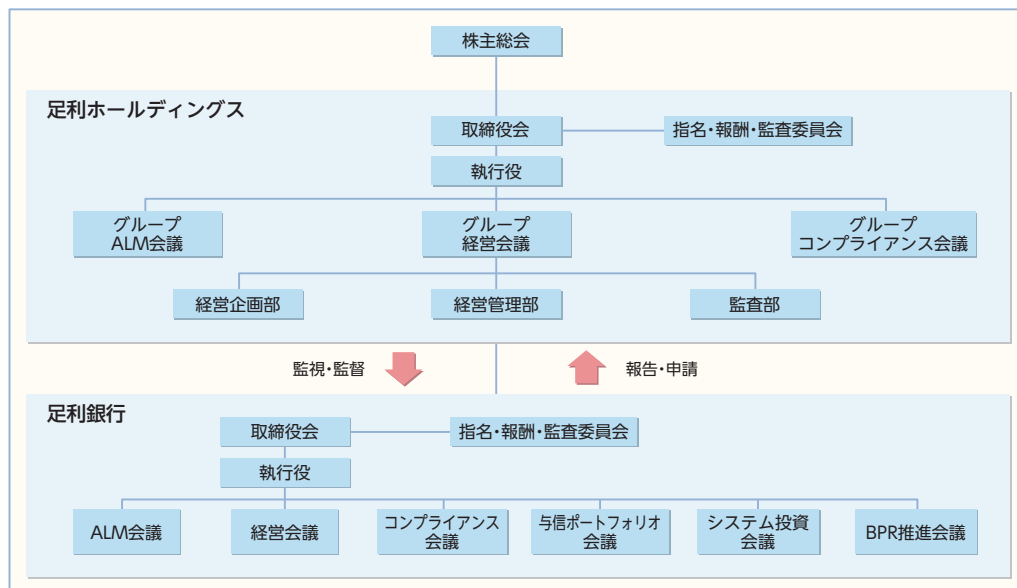 株主総会
足利ホールディングス
取締役会
指名・報酬・監査委員会
執行役
グループ
ALM会議
グループ
経営会議
グループ
コンプライアンス会議
経営企画部
経営管理部
監査部
監視・監督
報告・申請
足利銀行
取締役会
指名・報酬・監査委員会
執行役
ALM会議
経営会議
コンプライアンス
会議
与信ポートフォリオ
会議
システム投資
会議
BPR推進会議